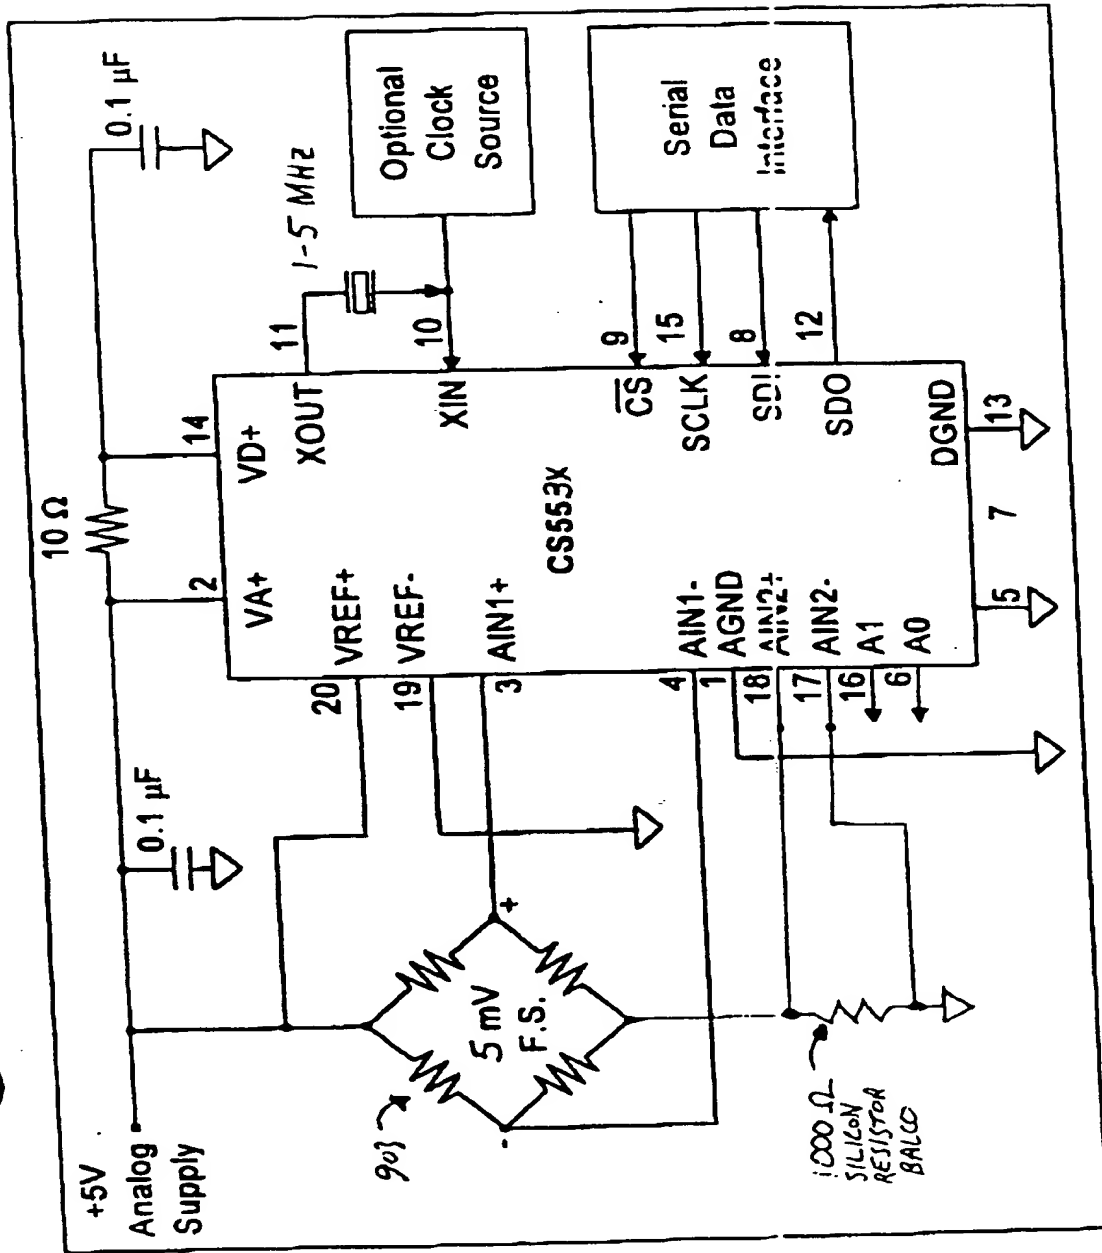 +5V
Analog
Supply
0.1 µF
10 Ω
0.1 µF
2
VA+
14
VD+
20
VREF+
19
VREF-
3
AIN1+
5 mV
F.S.
+
-
903
CS553X
XOUT
11
1-5 MHz
XIN
10
Optional
Clock
Source
CS
9
SCLK
15
SDI
8
SDO
12
Serial
Data
Interface
4
AIN1-
1
AGND
18
AIN2+
17
AIN2-
16
A1
6
A0
5
7
13
DGND
1000 Ω
SILICON
RESISTOR
BALCO